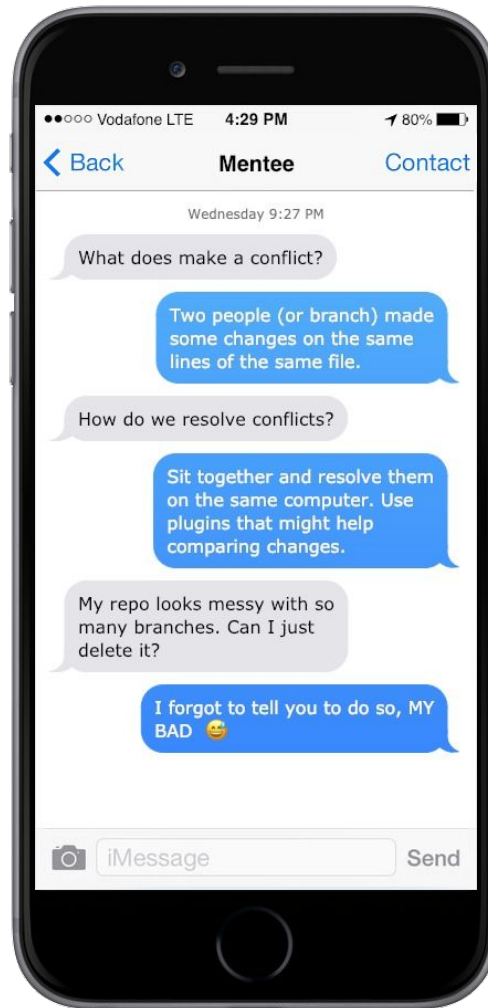 ●●○○○ Vodafone LTE 4:29 PM 80%
Back Mentee Contact
Wednesday 9:27 PM
What does make a conflict?
Two people (or branch) made
some changes on the same
lines of the same file.
How do we resolve conflicts?
Sit together and resolve them
on the same computer. Use
plugins that might help
comparing changes.
My repo looks messy with so
many branches. Can I just
delete it?
I forgot to tell you to do so, MY
BAD 😅
iMessage Send